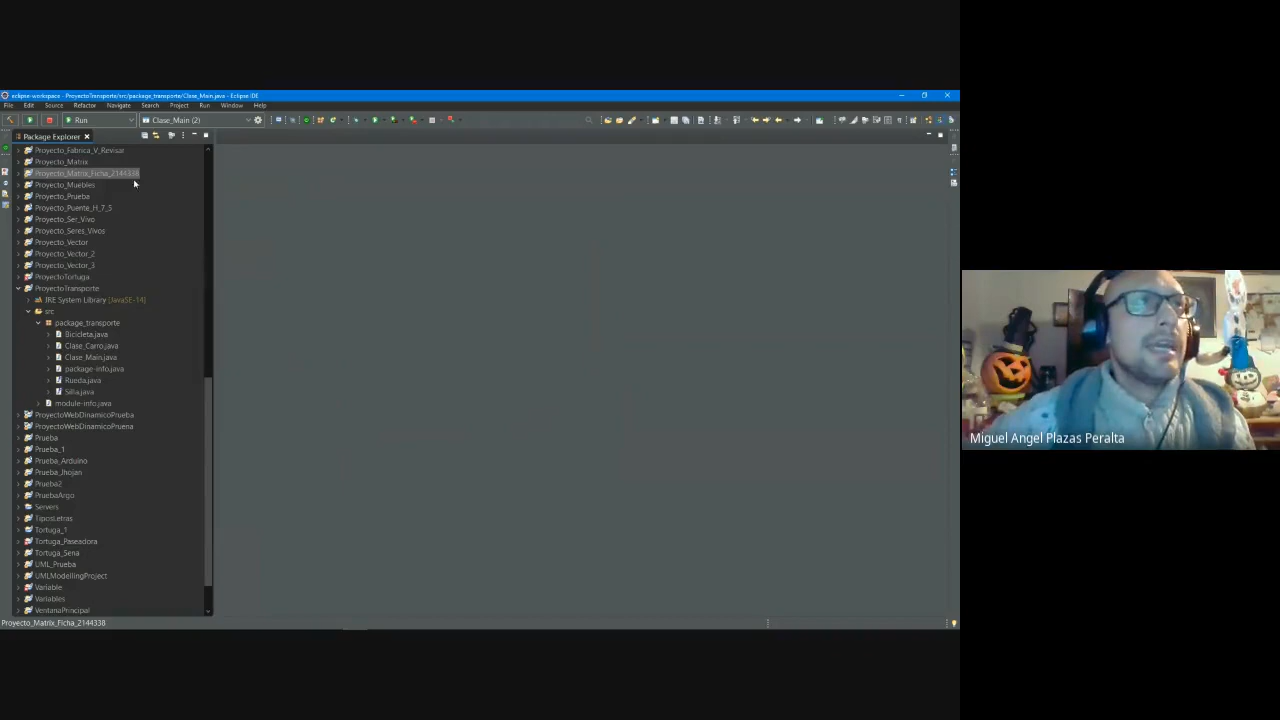 eclipse-workspace - ProyectoTransporte/src/package_transporte/Clase_Main.java - Eclipse IDE
File Edit Source Refactor Navigate Search Project Run Window Help
Run
Clase_Main (2)
Package Explorer
Proyecto_Fabrica_V_Revisar
Proyecto_Matrix
Proyecto_Matrix_Ficha_2144338
Proyecto_Muebles
Proyecto_Prueba
Proyecto_Puente_H_7_5
Proyecto_Ser_Vivo
Proyecto_Seres_Vivos
Proyecto_Vector
Proyecto_Vector_2
Proyecto_Vector_3
ProyectoTortuga
ProyectoTransporte
JRE System Library [JavaSE-14]
src
package_transporte
Bicicleta.java
Clase_Carro.java
Clase_Main.java
package-info.java
Rueda.java
Silla.java
module-info.java
ProyectoWebDinamicoPrueba
ProyectoWebDinamicoPruena
Prueba
Prueba_1
Prueba_Arduino
Prueba_Jhojan
Prueba2
PruebaArgo
Servers
TiposLetras
Tortuga_1
Tortuga_Paseadora
Tortuga_Sena
UML_Prueba
UMLModellingProject
Variable
Variables
VentanaPrincipal
Proyecto_Matrix_Ficha_2144338
Miguel Angel Plazas Peralta